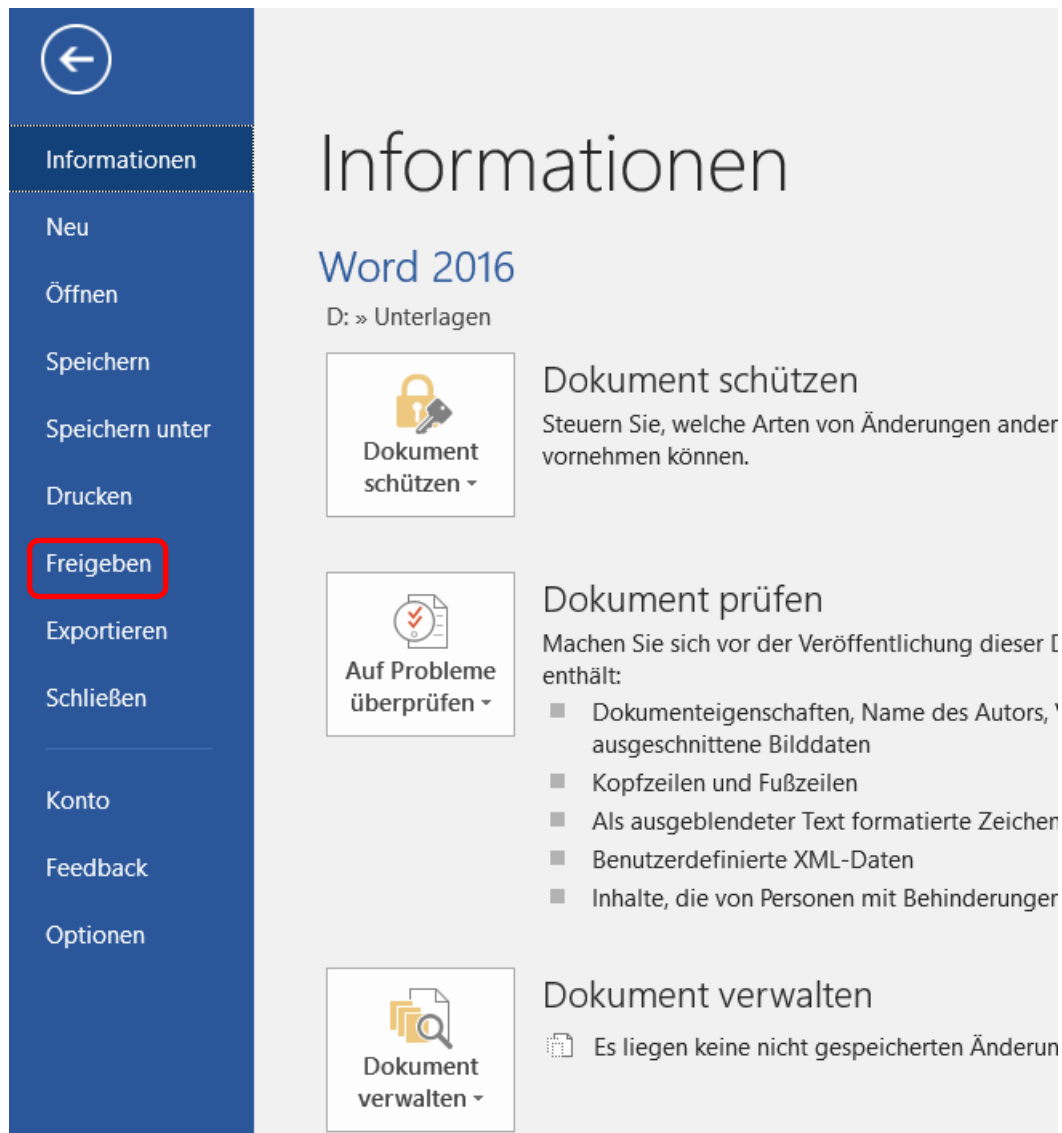 Informationen
Neu
Öffnen
Speichern
Speichern unter
Drucken
Freigeben
Exportieren
Schließen
Konto
Feedback
Optionen
Informationen
Word 2016
D: » Unterlagen
Dokument
schützen
Dokument schützen
Steuern Sie, welche Arten von Änderungen ander
vornehmen können.
Auf Probleme
überprüfen
Dokument prüfen
Machen Sie sich vor der Veröffentlichung dieser D
enthält:
Dokumenteigenschaften, Name des Autors, V
ausgeschnittene Bilddaten
Kopfzeilen und Fußzeilen
Als ausgeblendeter Text formatierte Zeichen
Benutzerdefinierte XML-Daten
Inhalte, die von Personen mit Behinderungen
Dokument
verwalten
Dokument verwalten
Es liegen keine nicht gespeicherten Änderun